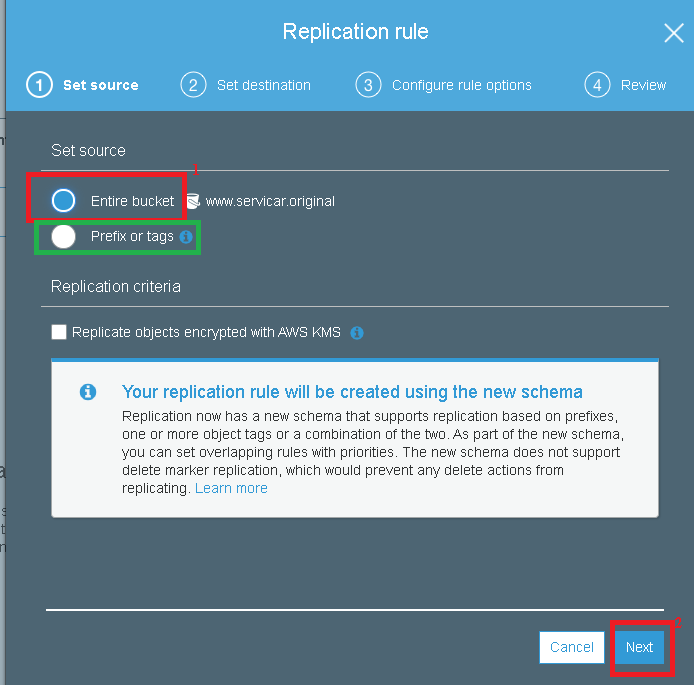 Replication rule
1 Set source 2 Set destination 3 Configure rule options 4 Review
Set source
1
Entire bucket www.servicar.original
Prefix or tags
Replication criteria
Replicate objects encrypted with AWS KMS
Your replication rule will be created using the new schema
Replication now has a new schema that supports replication based on prefixes,
one or more object tags or a combination of the two. As part of the new schema,
you can set overlapping rules with priorities. The new schema does not support
delete marker replication, which would prevent any delete actions from
replicating. Learn more
2
Cancel Next